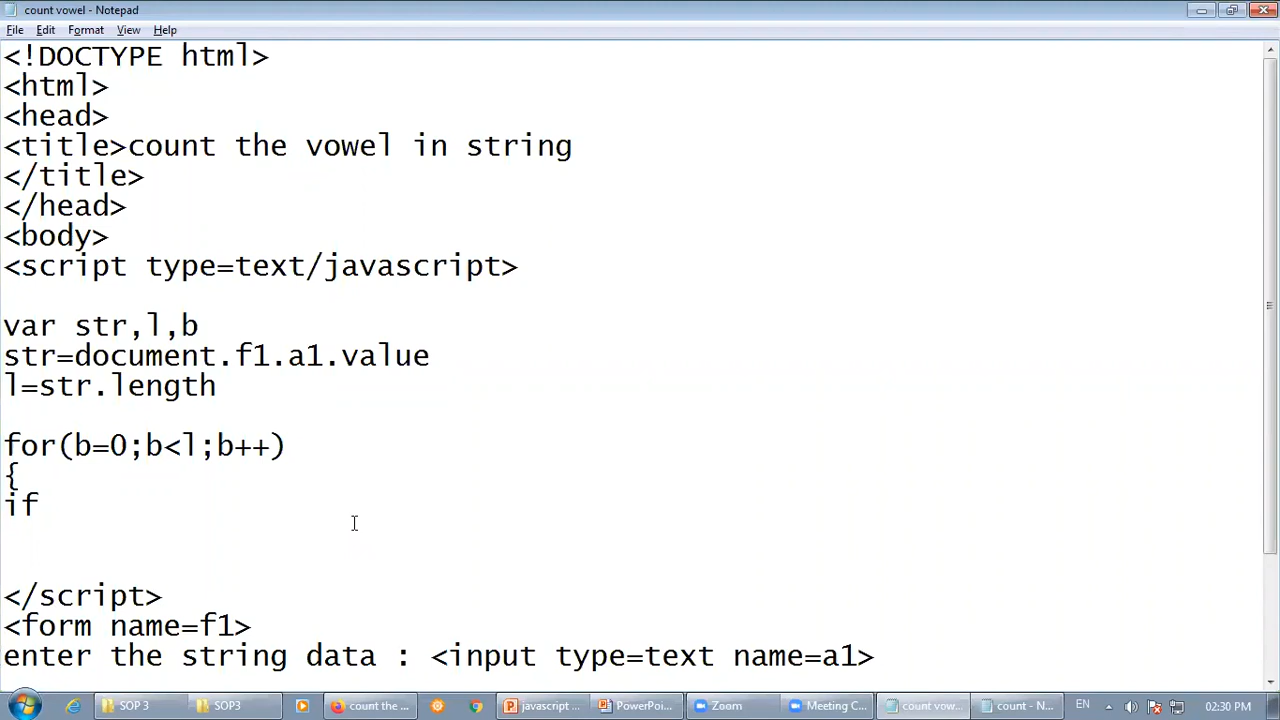 count vowel - Notepad
File Edit Format View Help
<!DOCTYPE html>
<html>
<head>
<title>count the vowel in string
</title>
</head>
<body>
<script type=text/javascript>
var str,l,b
str=document.f1.a1.value
l=str.length
for(b=0;b<l;b++)
{
if
</script>
<form name=f1>
enter the string data : <input type=text name=a1>
SOP 3 SOP3 count the ... javascript ... PowerPoi... Zoom Meeting C... count vow... count - N... EN 02:30 PM